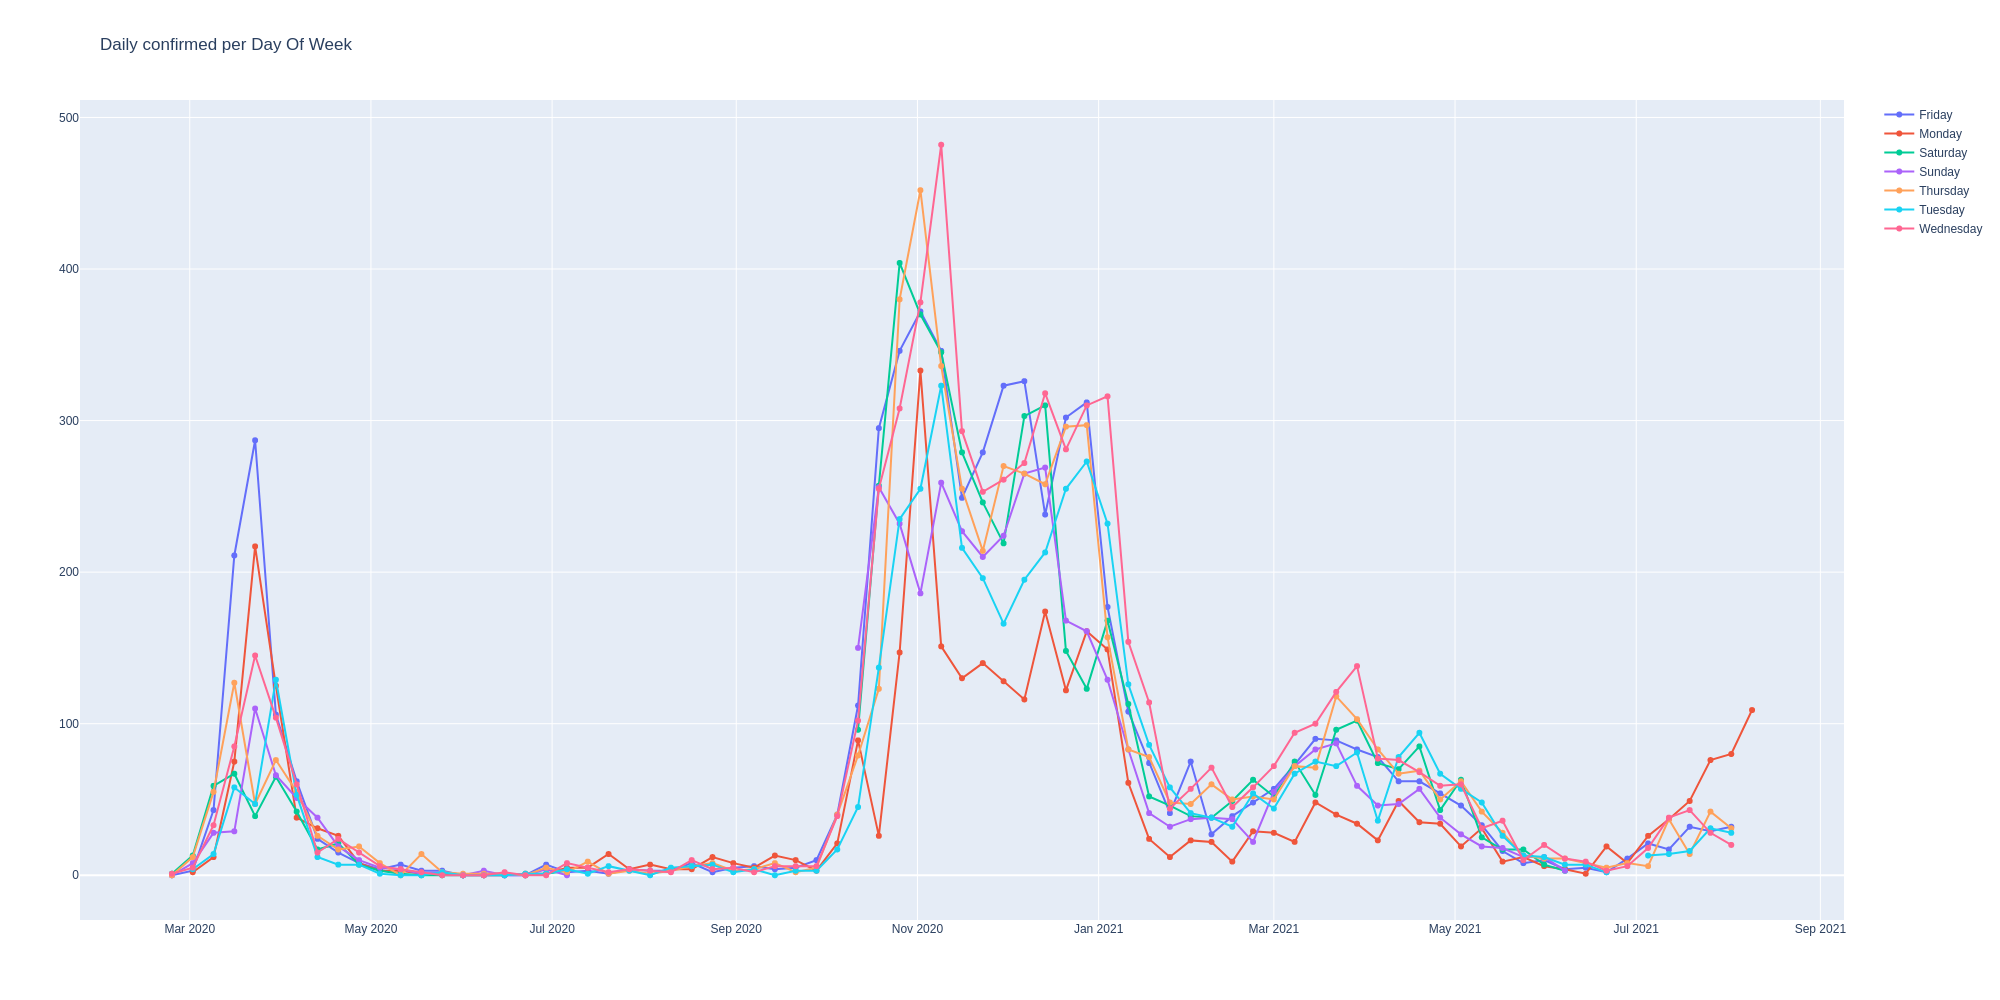 Daily confirmed per Day Of Week
500
400
300
200
100
0
Mar 2020 May 2020 Jul 2020 Sep 2020 Nov 2020 Jan 2021 Mar 2021 May 2021 Jul 2021 Sep 2021
Friday
Monday
Saturday
Sunday
Thursday
Tuesday
Wednesday